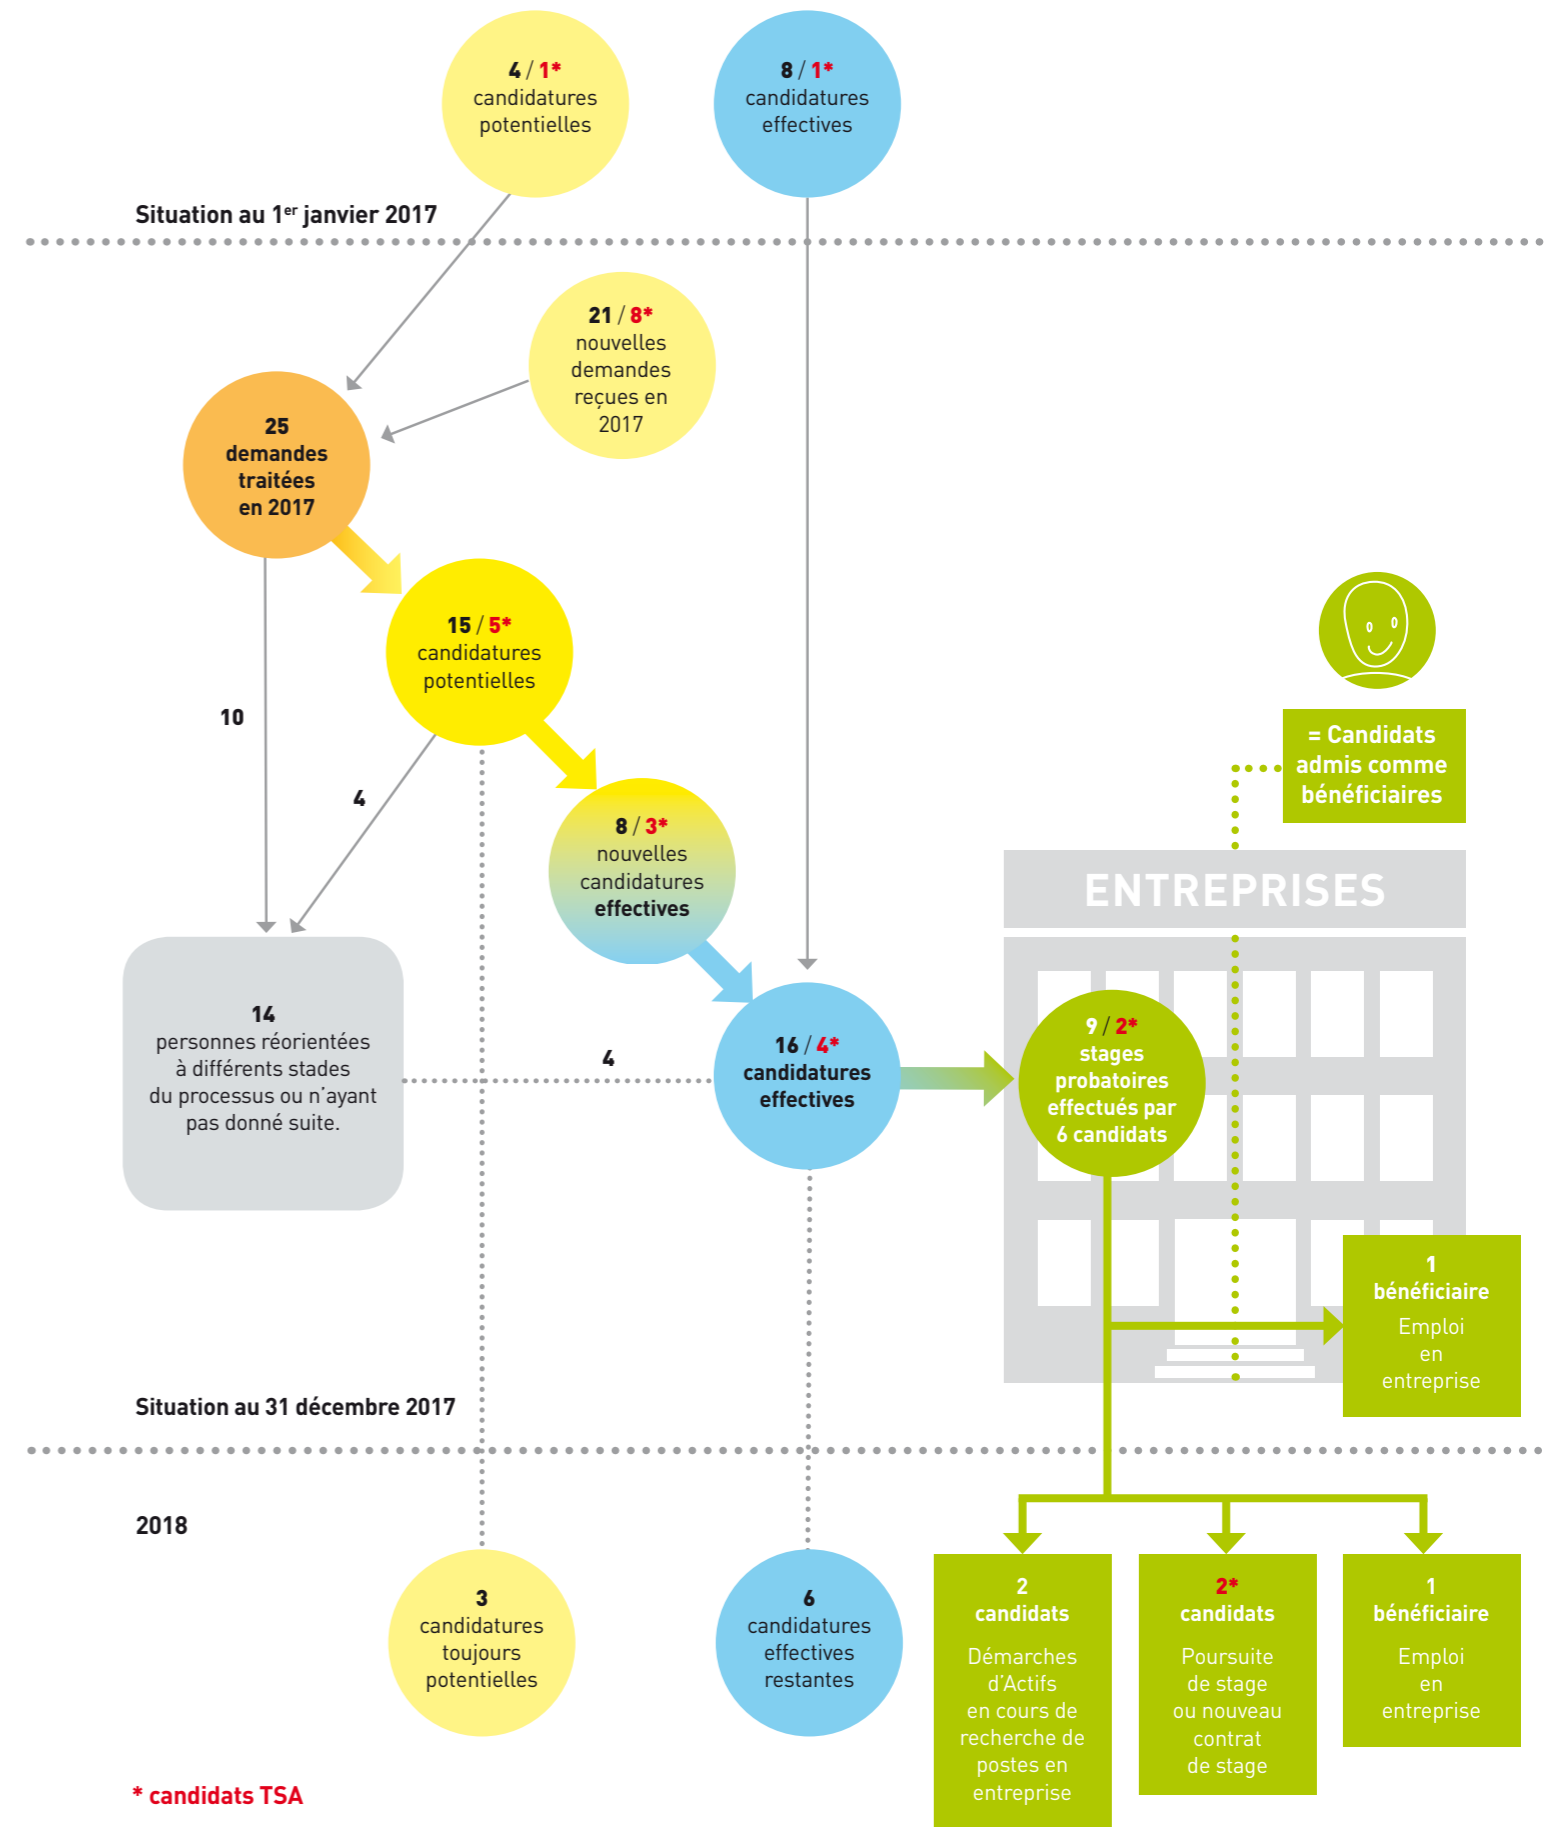 4 / 1*
candidatures
potentielles
8 / 1*
candidatures
effectives
Situation au 1er janvier 2017
21 / 8*
nouvelles
demandes
reçues en
2017
25
demandes
traitées
en 2017
15 / 5*
candidatures
potentielles
10
4
= Candidats
admis comme
bénéficiaires
8 / 3*
nouvelles
candidatures
effectives
ENTREPRISES
14
personnes réorientées
à différents stades
du processus ou n’ayant
pas donné suite.
4
16 / 4*
candidatures
effectives
9 / 2*
stages
probatoires
effectués par
6 candidats
1
bénéficiaire
Emploi
en
entreprise
Situation au 31 décembre 2017
2018
3
candidatures
toujours
potentielles
6
candidatures
effectives
restantes
2
candidats
Démarches
d’Actifs
en cours de
recherche de
postes en
entreprise
2*
candidats
Poursuite
de stage
ou nouveau
contrat
de stage
1
bénéficiaire
Emploi
en
entreprise
* candidats TSA